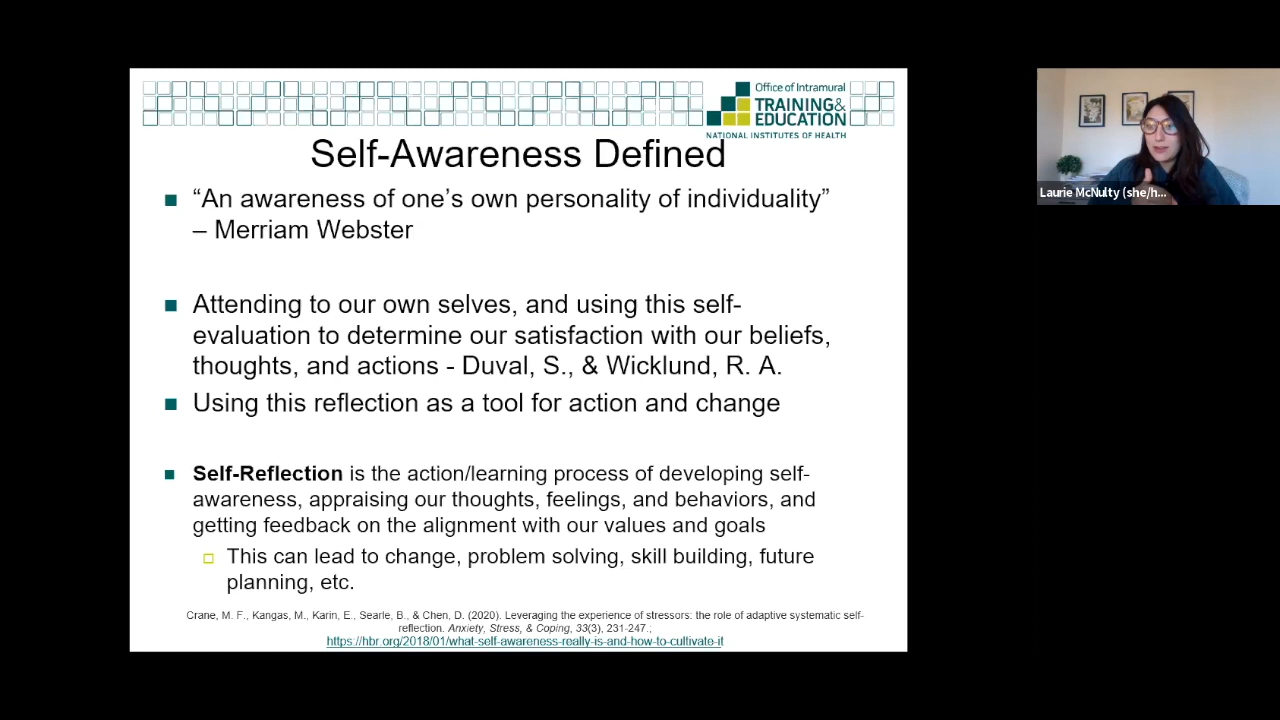 Office of Intramural
TRAINING&
EDUCATION
NATIONAL INSTITUTES OF HEALTH
Self-Awareness Defined
“An awareness of one’s own personality of individuality”
– Merriam Webster
Attending to our own selves, and using this self-
evaluation to determine our satisfaction with our beliefs,
thoughts, and actions - Duval, S., & Wicklund, R. A.
Using this reflection as a tool for action and change
Self-Reflection is the action/learning process of developing self-
awareness, appraising our thoughts, feelings, and behaviors, and
getting feedback on the alignment with our values and goals
This can lead to change, problem solving, skill building, future
planning, etc.
Crane, M. F., Kangas, M., Karin, E., Searle, B., & Chen, D. (2020). Leveraging the experience of stressors: the role of adaptive systematic self-
reflection. Anxiety, Stress, & Coping, 33(3), 231-247.;
https://hbr.org/2018/01/what-self-awareness-really-is-and-how-to-cultivate-it
Laurie McNulty (she/h...